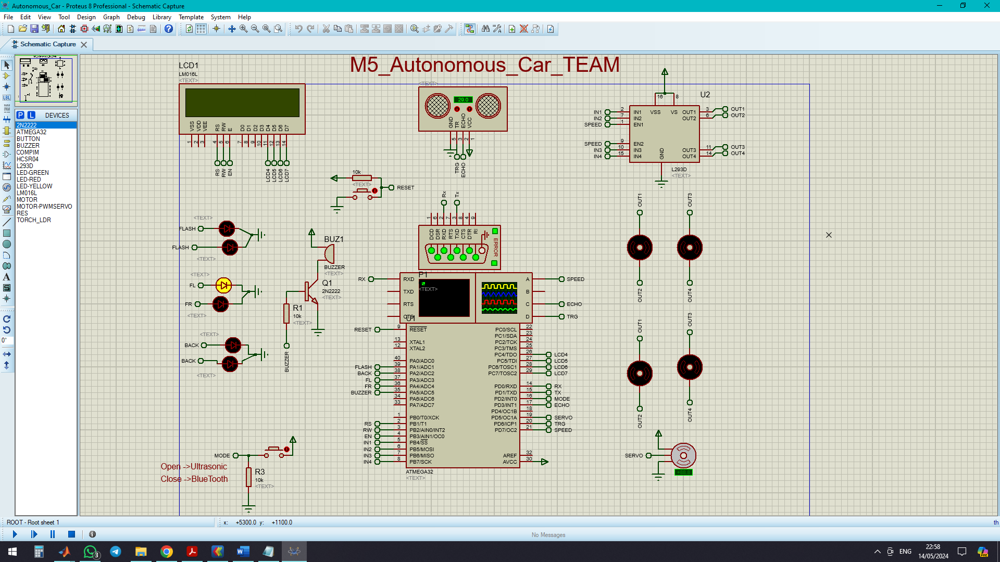 Autonomous_Car - Proteus 8 Professional - Schematic Capture
File Edit View Tool Design Graph Debug Library Template System Help
Schematic Capture
P L DEVICES
2N2222
ATMEGA32
BUTTON
BUZZER
COMPIM
HCSR04
L293D
LED-GREEN
LED-RED
LED-YELLOW
LM016L
MOTOR
MOTOR-PWMSERVO
RES
TORCH_LDR
LBL
A
S
0°
M5_Autonomous_Car_TEAM
LCD1
LM016L
<TEXT>
VSS VDD VEE RS RW E D0 D1 D2 D3 D4 D5 D6 D7
1 2 3 4 5 6 7 8 9 10 11 12 13 14
RS RW EN LCD4 LCD5 LCD6 LCD7
<TEXT>
29.0
GND TR ECHO VCC
5 3 2 1
TRG ECHO
U2
16 8
VSS VS
IN1 2 IN1 OUT1 3 OUT1
IN2 7 IN2 OUT2 6 OUT2
SPEED 1 EN1
SPEED 9 EN2
IN3 10 IN3 OUT3 11 OUT3
IN4 15 IN4 OUT4 14 OUT4
GND
L293D
<TEXT>
10k
<TEXT>
RESET
Rx Tx
1 6 2 7 3 8 4 9
DCD DSR RXD RTS TXD CTS DTR RI
ERROR
P1
<TEXT>
<TEXT>
FLASH
FLASH
<TEXT>
<TEXT>
FL
FR
<TEXT>
<TEXT>
BACK
BACK
<TEXT>
BUZ1
BUZZER
<TEXT>
Q1
2N2222
<TEXT>
R1
10k
<TEXT>
BUZZER
RX RXD A SPEED
TXD B
RTS C ECHO
CTS D TRG
U1
RESET 9 RESET PC0/SCL 22
PC1/SDA 23
13 XTAL1 PC2/TCK 24
12 XTAL2 PC3/TMS 25
PC4/TDO 26 LCD4
40 PA0/ADC0 PC5/TDI 27 LCD5
FLASH 39 PA1/ADC1 PC6/TOSC1 28 LCD6
BACK 38 PA2/ADC2 PC7/TOSC2 29 LCD7
FL 37 PA3/ADC3
FR 36 PA4/ADC4 PD0/RXD 14 RX
BUZZER 35 PA5/ADC5 PD1/TXD 15 TX
34 PA6/ADC6 PD2/INT0 16 MODE
33 PA7/ADC7 PD3/INT1 17 ECHO
PD4/OC1B 18
1 PB0/T0/XCK PD5/OC1A 19 SERVO
RS 2 PB1/T1 PD6/ICP1 20 TRG
RW 3 PB2/AIN0/INT2 PD7/OC2 21 SPEED
EN 4 PB3/AIN1/OC0
IN1 5 PB4/SS
IN2 6 PB5/MOSI
IN3 7 PB6/MISO AREF 32
IN4 8 PB7/SCK AVCC 30
ATMEGA32
<TEXT>
OUT1 OUT3
OUT2 OUT4
OUT1 OUT3
OUT2 OUT4
SERVO
MODE
Open ->Ultrasonic
Close ->BlueTooth
R3
10k
<TEXT>
ROOT - Root sheet 1
x: +5300.0 y: +1100.0
th
No Messages
3
ENG
22:58
14/05/2024